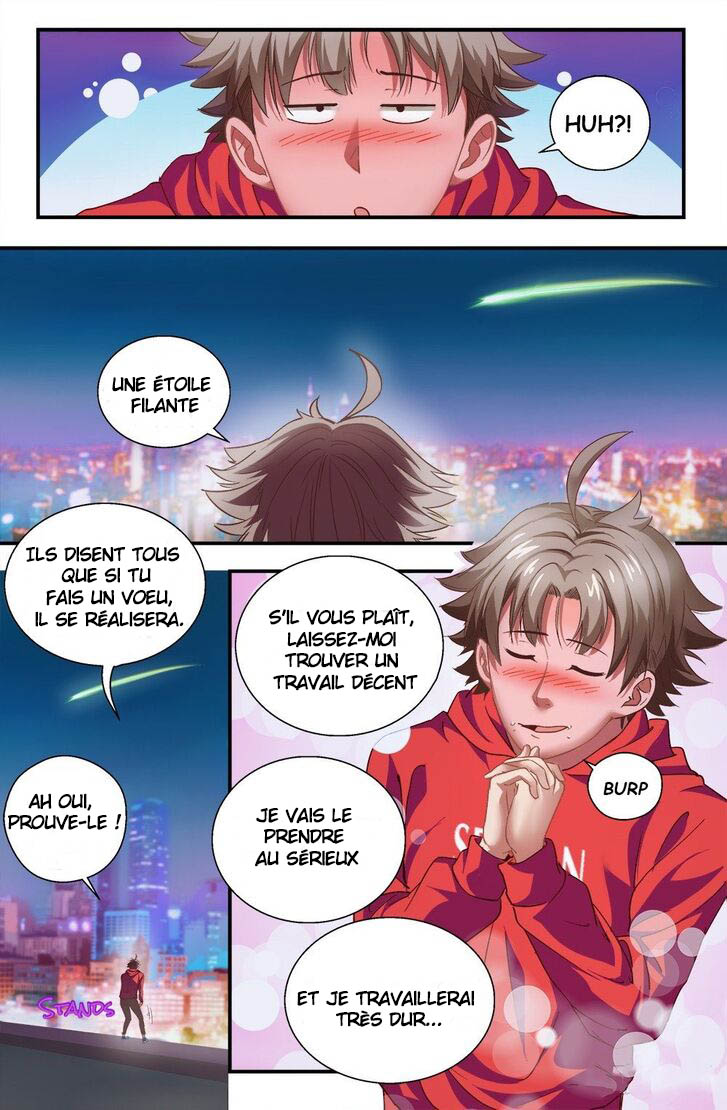 HUH?!
UNE ÉTOILE
FILANTE
ILS DISENT TOUS
QUE SI TU
FAIS UN VOEU,
IL SE RÉALISERA.
AH OUI,
PROUVE-LE !
STANDS
S'IL VOUS PLAÎT,
LAISSEZ-MOI
TROUVER UN
TRAVAIL DÉCENT
BURP
JE VAIS LE
PRENDRE
AU SÉRIEUX
ET JE TRAVAILLERAI
TRÈS DUR...